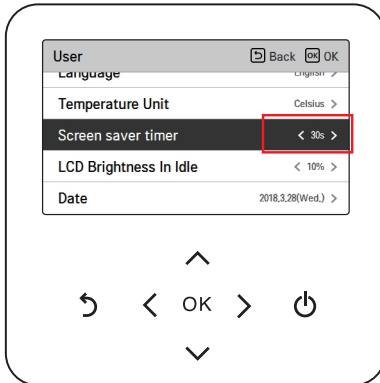 User Back OK OK
Language English >
Temperature Unit Celsius >
Screen saver timer < 30s >
LCD Brightness In Idle < 10% >
Date 2018.3.28(Wed.) >
OK